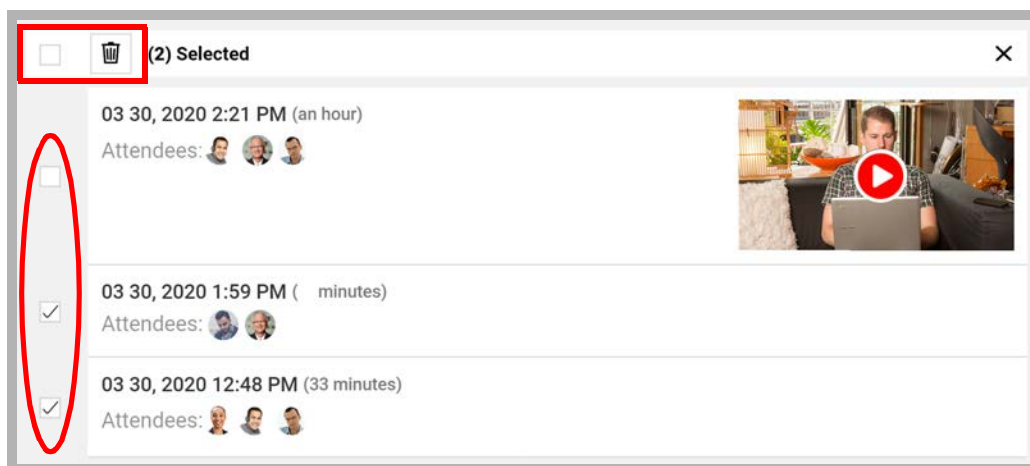 (2) Selected
03 30, 2020 2:21 PM (an hour)
Attendees:
03 30, 2020 1:59 PM ( minutes)
Attendees:
03 30, 2020 12:48 PM (33 minutes)
Attendees: